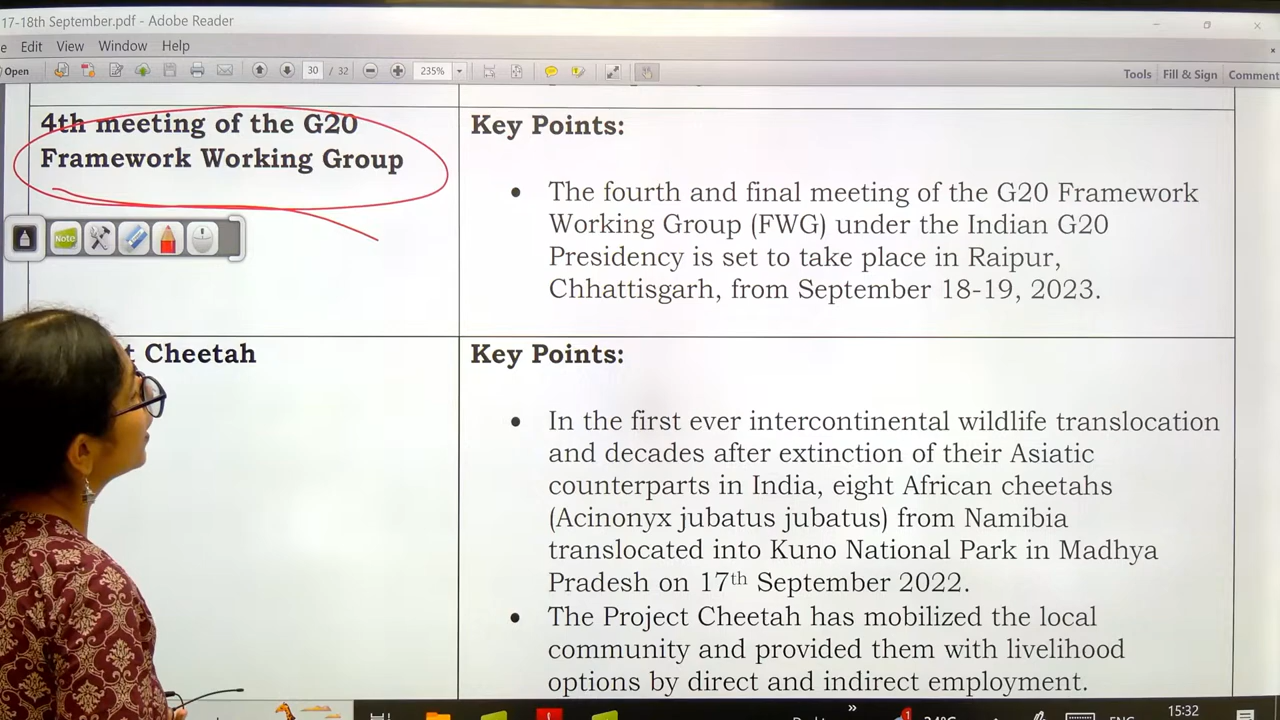 17-18th September.pdf - Adobe Reader
Edit View Window Help
Open
30 / 32
235%
Tools Fill & Sign Comment
4th meeting of the G20
Framework Working Group
Note
Key Points:
• The fourth and final meeting of the G20 Framework
Working Group (FWG) under the Indian G20
Presidency is set to take place in Raipur,
Chhattisgarh, from September 18-19, 2023.
Cheetah
Key Points:
• In the first ever intercontinental wildlife translocation
and decades after extinction of their Asiatic
counterparts in India, eight African cheetahs
(Acinonyx jubatus jubatus) from Namibia
translocated into Kuno National Park in Madhya
Pradesh on 17th September 2022.
• The Project Cheetah has mobilized the local
community and provided them with livelihood
options by direct and indirect employment.
15:32